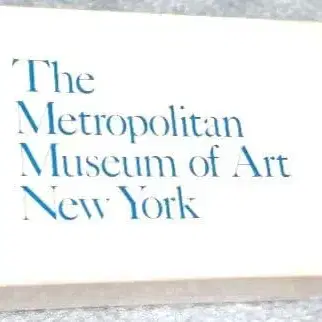 The
Metropolitan
Museum of Art
New York